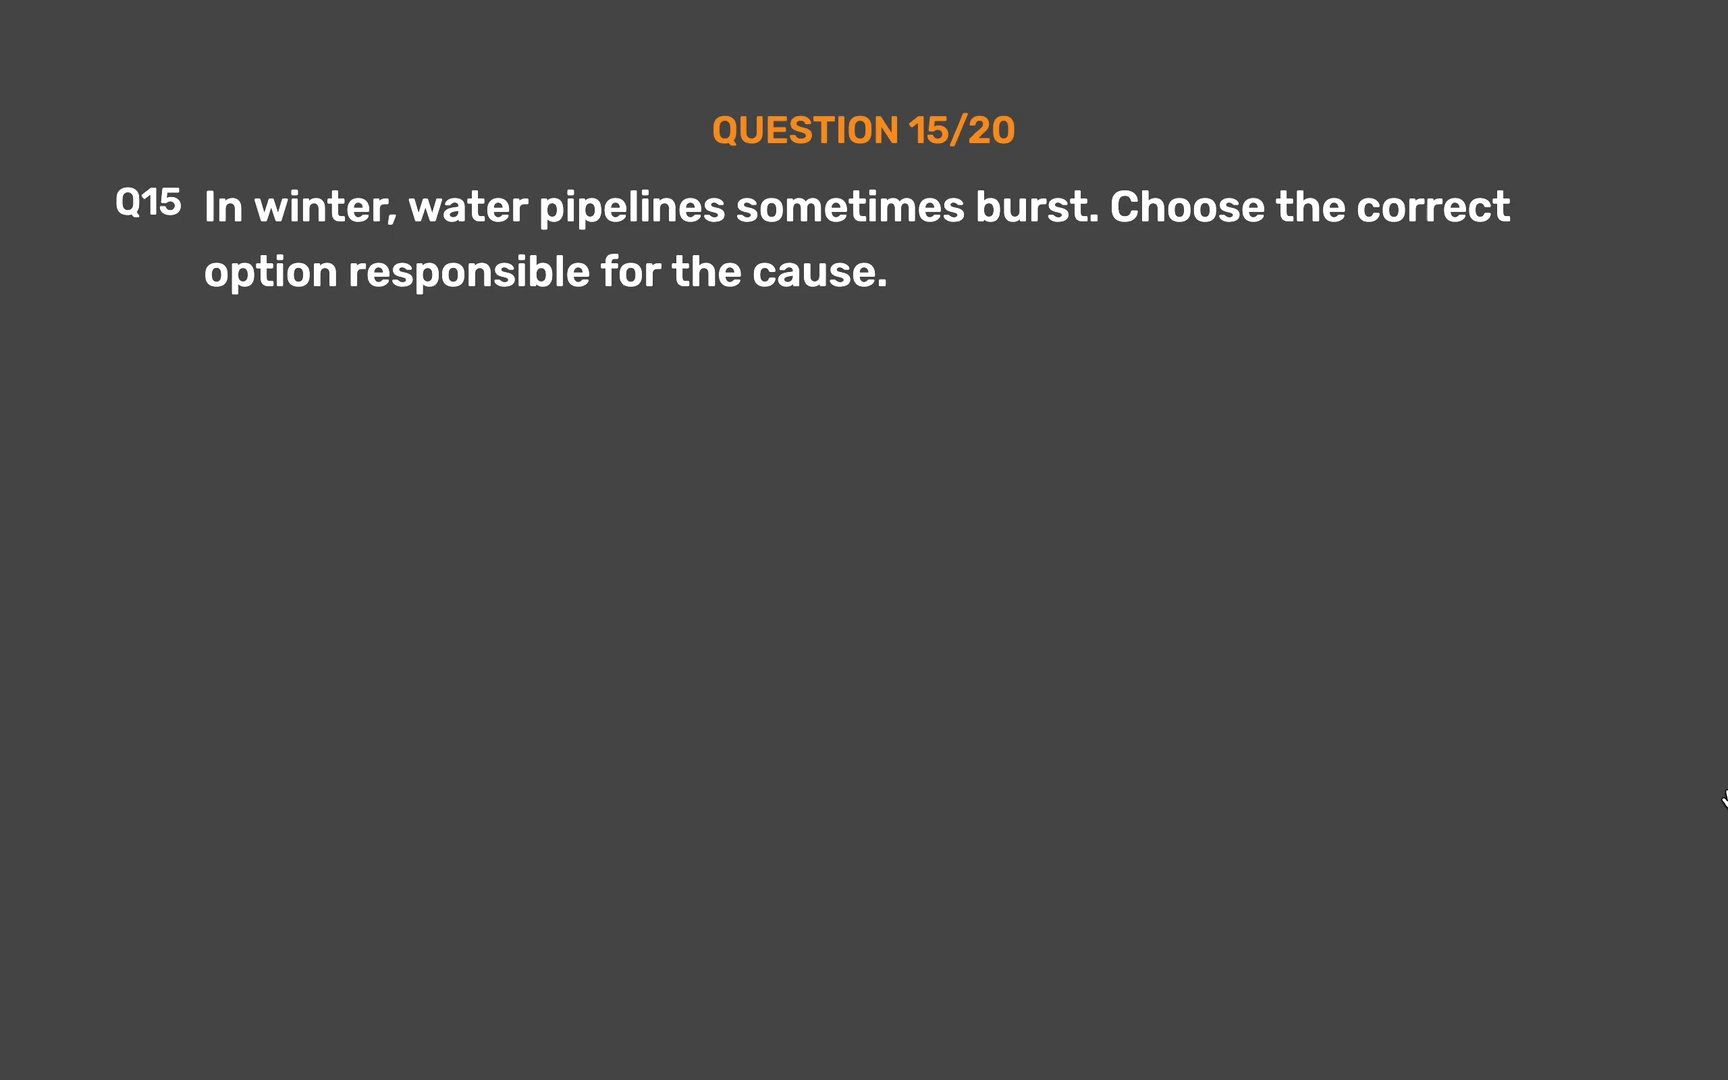 QUESTION 15/20
Q15 In winter, water pipelines sometimes burst. Choose the correct
option responsible for the cause.